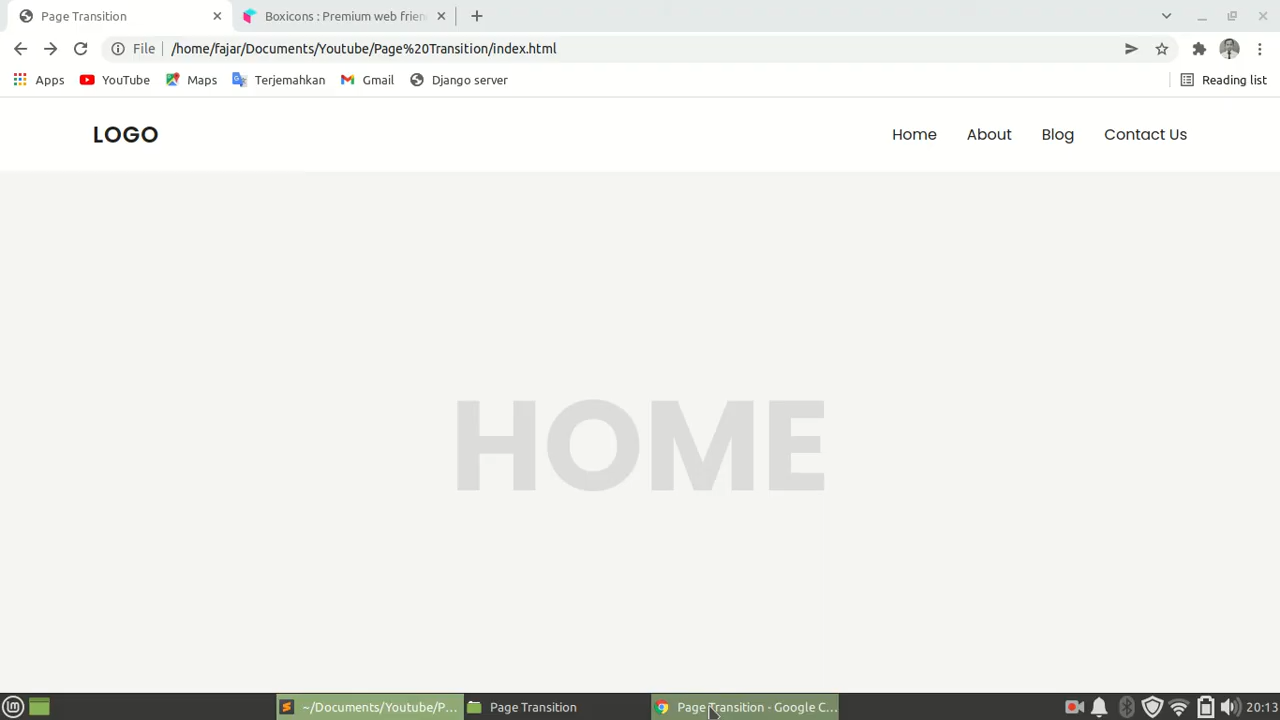 Page Transition
Boxicons : Premium web frien
File
/home/fajar/Documents/Youtube/Page%20Transition/index.html
Apps YouTube Maps Terjemahkan Gmail Django server
Reading list
LOGO
Home About Blog Contact Us
HOME
~/Documents/Youtube/P... Page Transition Page Transition - Google C... 20:13